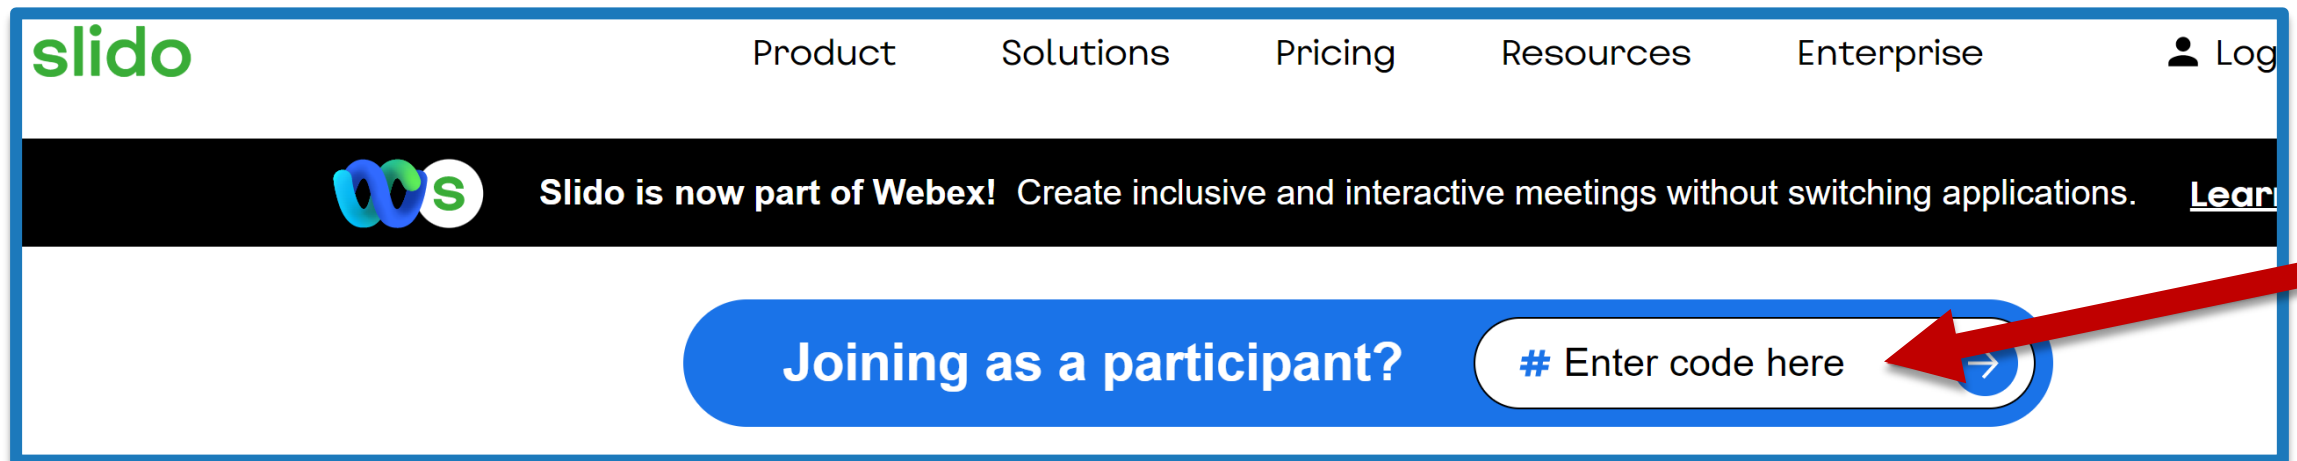 slido Product Solutions Pricing Resources Enterprise Log
S Slido is now part of Webex! Create inclusive and interactive meetings without switching applications.
Joining as a participant? # Enter code here